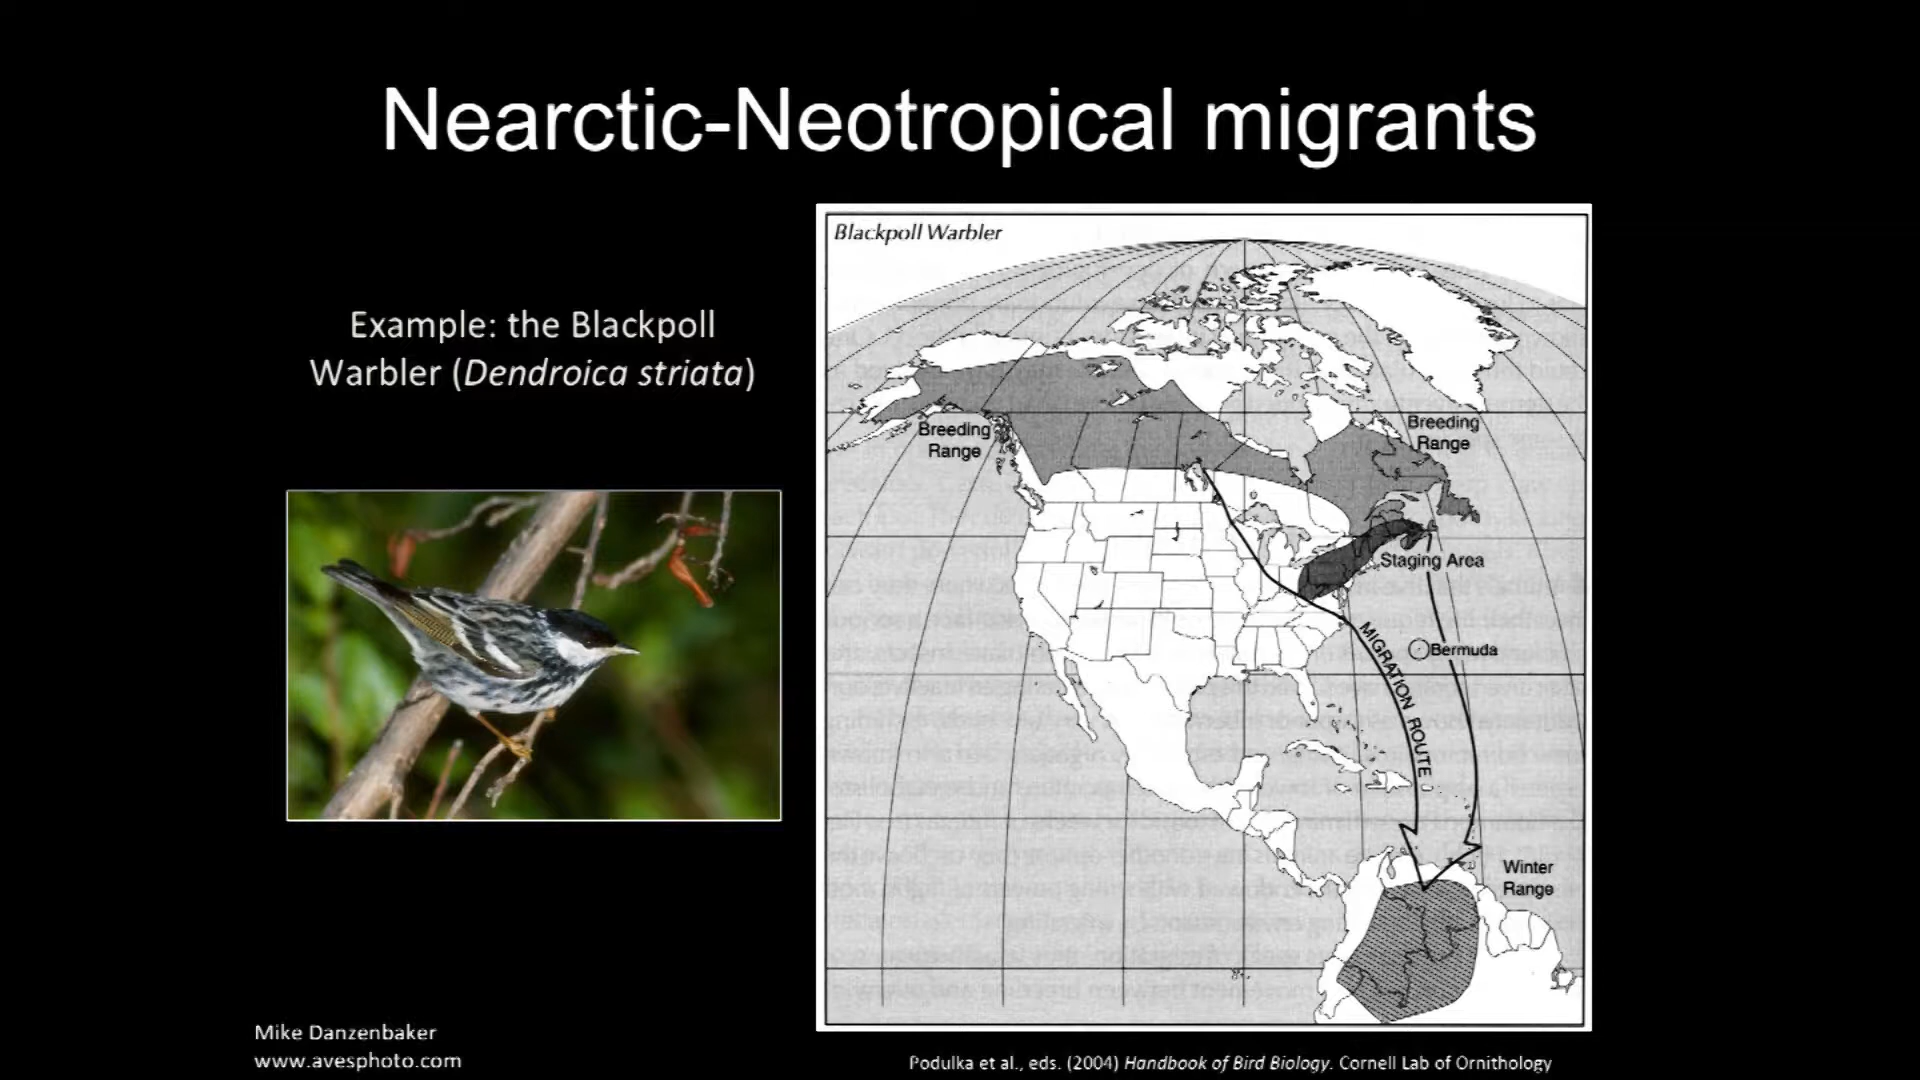 Nearctic-Neotropical migrants
Example: the Blackpoll
Warbler (Dendroica striata)
Blackpoll Warbler
Breeding
Range
Breeding
Range
Staging Area
Bermuda
MIGRATION ROUTE
Winter
Range
Mike Danzenbaker
www.avesphoto.com
Podulka et al., eds. (2004) Handbook of Bird Biology. Cornell Lab of Ornithology